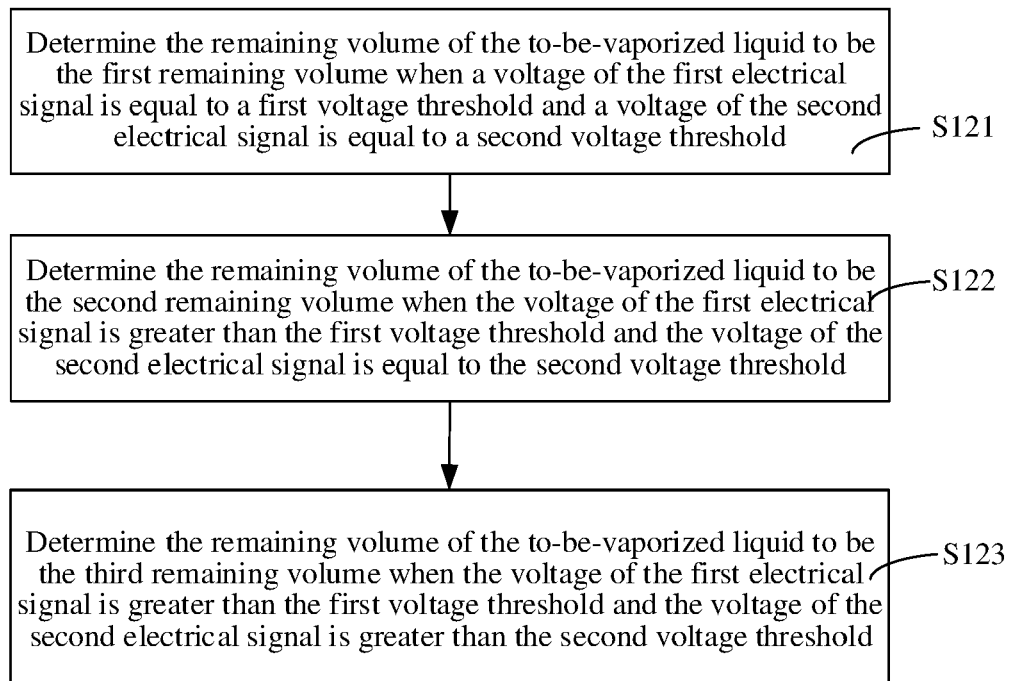 Determine the remaining volume of the to-be-vaporized liquid to be
the first remaining volume when a voltage of the first electrical
signal is equal to a first voltage threshold and a voltage of the second
electrical signal is equal to a second voltage threshold
S121
Determine the remaining volume of the to-be-vaporized liquid to be
the second remaining volume when the voltage of the first electrical
signal is greater than the first voltage threshold and the voltage of the
second electrical signal is equal to the second voltage threshold
S122
Determine the remaining volume of the to-be-vaporized liquid to be
the third remaining volume when the voltage of the first electrical
signal is greater than the first voltage threshold and the voltage of the
second electrical signal is greater than the second voltage threshold
S123